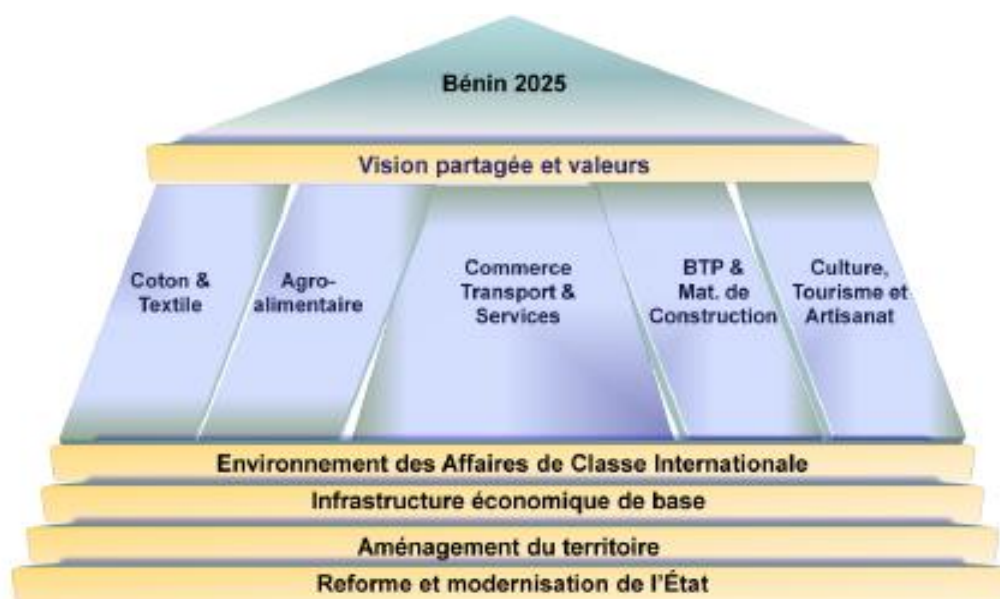 Bénin 2025
Vision partagée et valeurs
Coton &
Textile
Agro-
alimentaire
Commerce
Transport &
Services
BTP &
Mat. de
Construction
Culture,
Tourisme et
Artisanat
Environnement des Affaires de Classe Internationale
Infrastructure économique de base
Aménagement du territoire
Reforme et modernisation de l'État